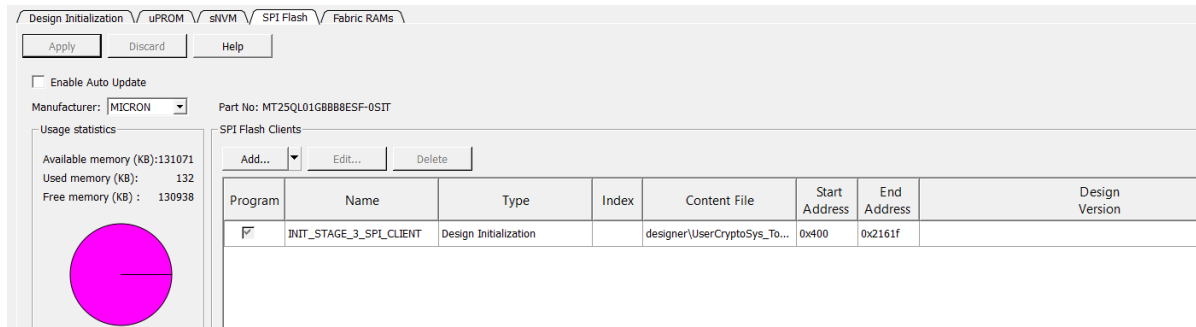 Design Initialization uPROM sNVM SPI Flash Fabric RAMs
Apply Discard Help
Enable Auto Update
Manufacturer: MICRON Part No: MT25QL01GBBB8ESF-0SIT
Usage statistics SPI Flash Clients
Available memory (KB):131071 Add... Edit... Delete
Used memory (KB): 132
Free memory (KB) : 130938
Program Name Type Index Content File Start Address End Address Design Version
INIT_STAGE_3_SPI_CLIENT Design Initialization designer\UserCryptoSys_To... 0x400 0x2161f